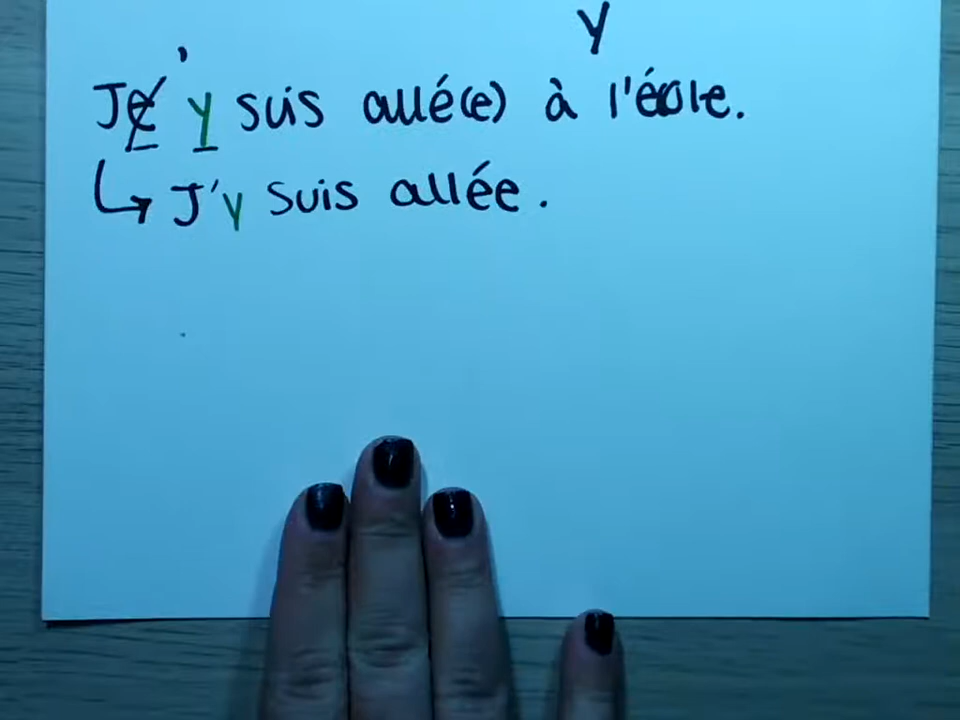 y
Je ' y suis allé(e) à l'école.
↳ J'y suis allée.